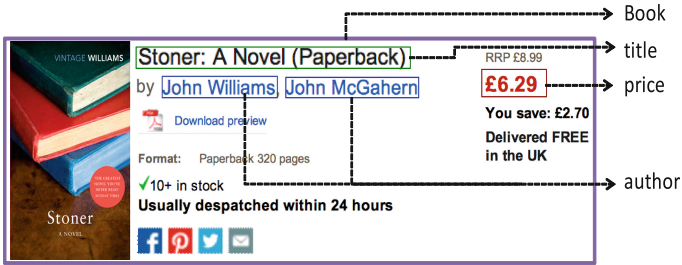 Book
VINTAGE WILLIAMS
Stoner: A Novel (Paperback)
RRP £8.99
title
by John Williams, John McGahern
£6.29
price
Download preview
You save: £2.70
Delivered FREE
in the UK
Format: Paperback 320 pages
10+ in stock
author
Usually despatched within 24 hours
Stoner
A NOVEL